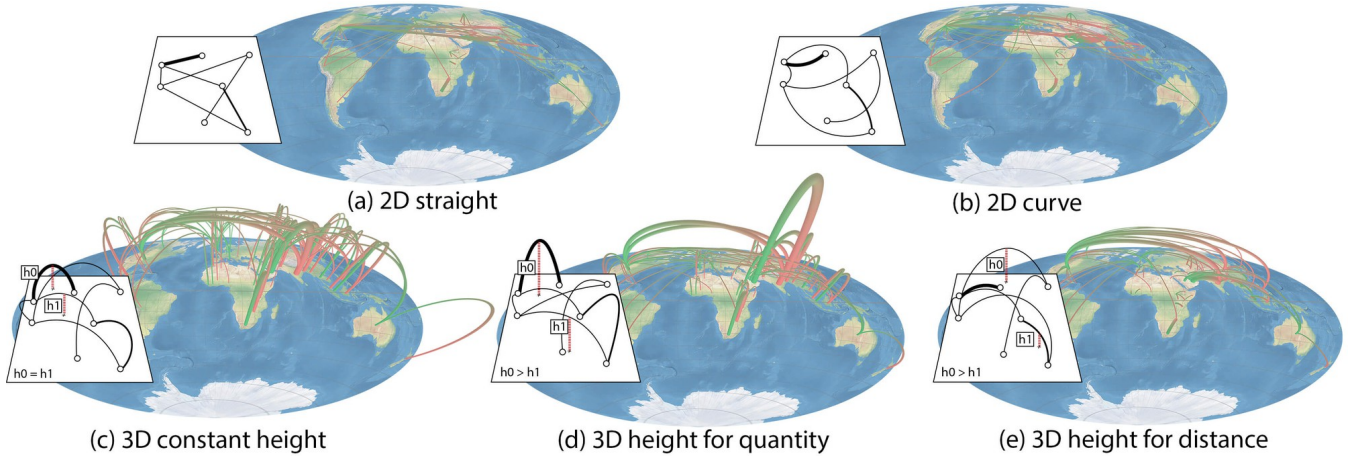 (a) 2D straight
(b) 2D curve
h0
h1
h0 = h1
(c) 3D constant height
h0
h1
h0 > h1
(d) 3D height for quantity
h0
h1
h0 > h1
(e) 3D height for distance